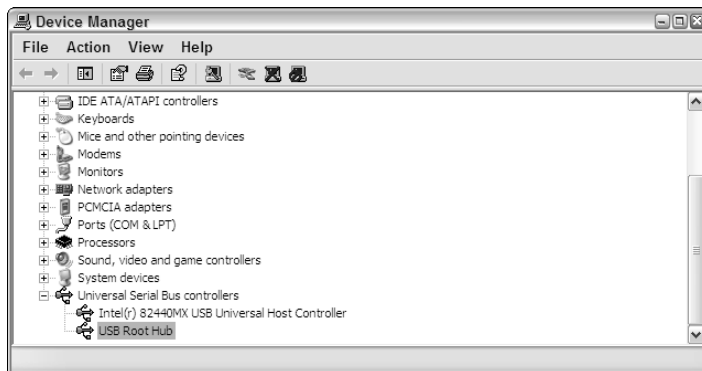 Device Manager
File Action View Help
IDE ATA/ATAPI controllers
Keyboards
Mice and other pointing devices
Modems
Monitors
Network adapters
PCMCIA adapters
Ports (COM & LPT)
Processors
Sound, video and game controllers
System devices
Universal Serial Bus controllers
Intel(r) 82440MX USB Universal Host Controller
USB Root Hub